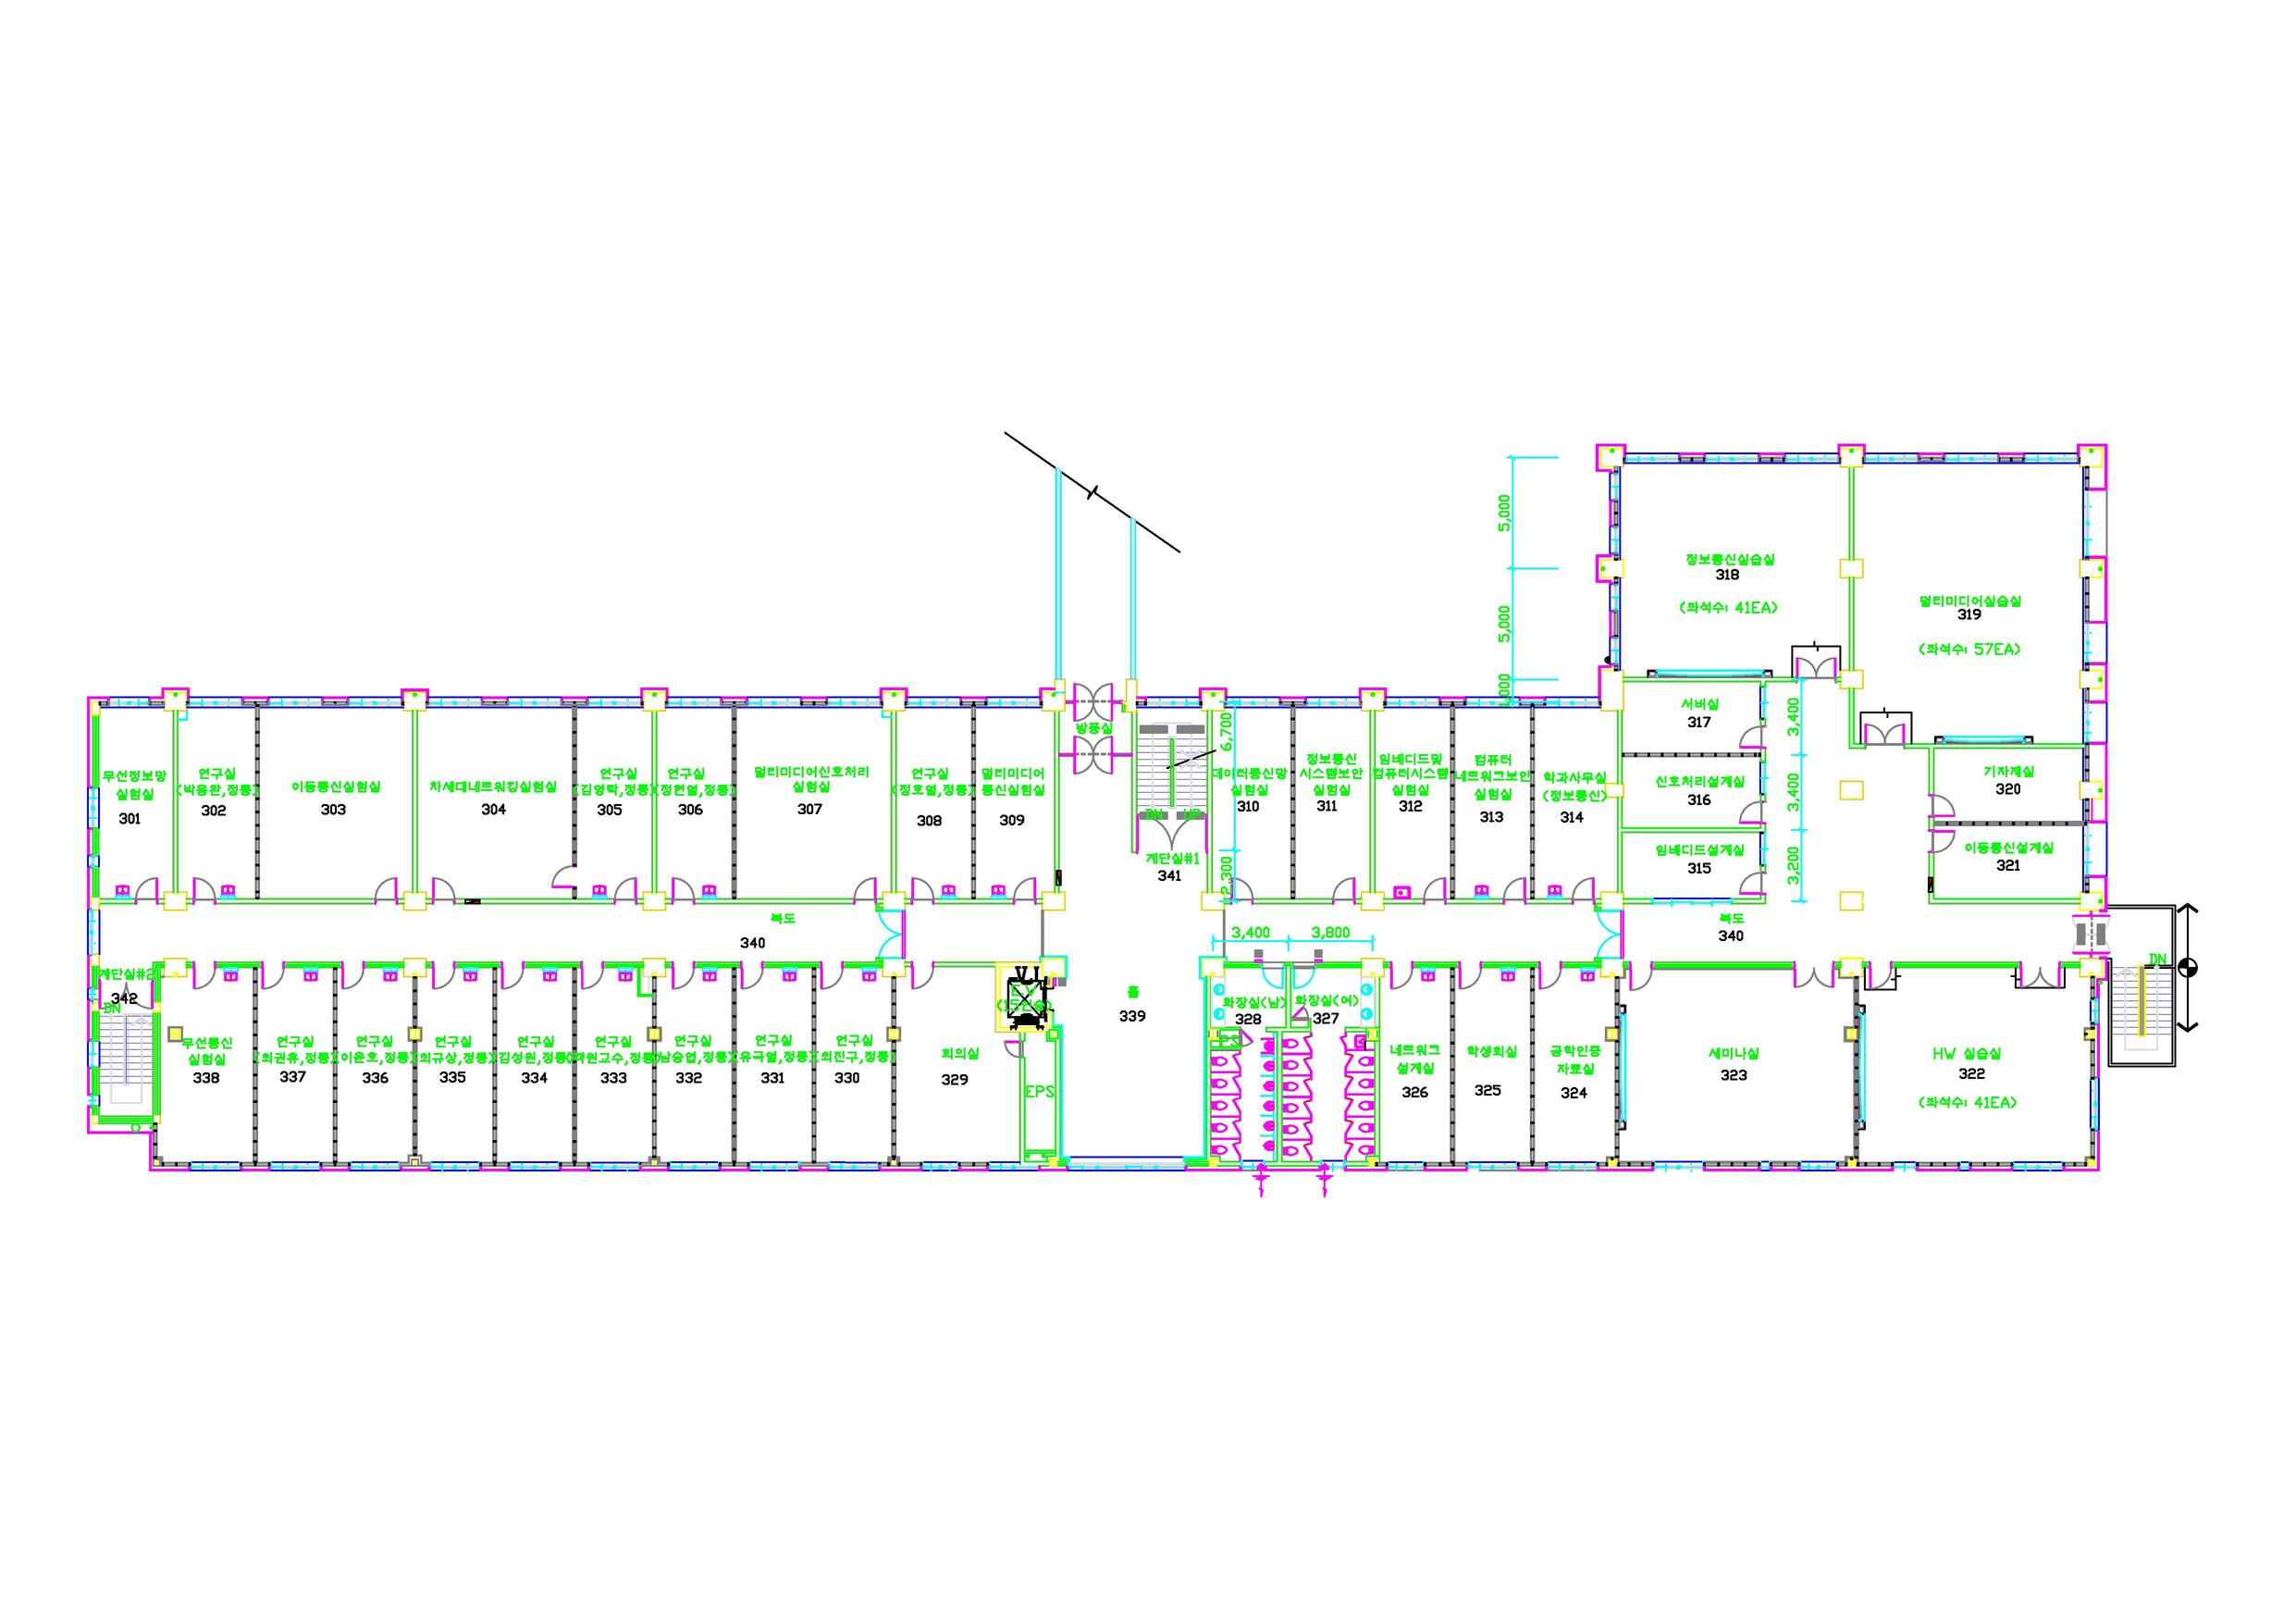 5,000
5,000
정보통신실습실
318
(좌석수: 41EA)
멀티미디어실습실
319
(좌석수: 57EA)
서버실
317
3,400
신호처리설계실
316
3,400
임베디드설계실
315
3,200
기자재실
320
이동통신설계실
321
방풍실
6,700
2,300
무선정보망
실험실
301
연구실
(박용완,정통)
302
이동통신실험실
303
차세대네트워킹실험실
304
연구실
(김영탁,정통)
305
연구실
306
멀티미디어신호처리
실험실
307
연구실
(정호열,정통)
308
멀티미디어
통신실험실
309
DN UP
계단실#1
341
데이터통신망
실험실
310
정보통신
시스템보안
실험실
311
임베디드및
컴퓨터시스템
실험실
312
컴퓨터
네트워크보안
실험실
313
학과사무실
(정보통신)
314
복도
340
3,400
3,800
복도
340
계단실#2
342
DN
무선통신
실험실
338
연구실
(최권휴,정통)
337
연구실
(이윤호,정통)
336
연구실
(최규상,정통)
335
연구실
(김성원,정통)
334
연구실
333
연구실
(남승엽,정통)
332
연구실
(유국열,정통)
331
연구실
(최진구,정통)
330
회의실
329
EPS
홀
339
화장실(남)
328
화장실(여)
327
PS
네트워크
설계실
326
학생회실
325
공학인증
자료실
324
세미나실
323
HW 실습실
322
(좌석수: 41EA)
DN